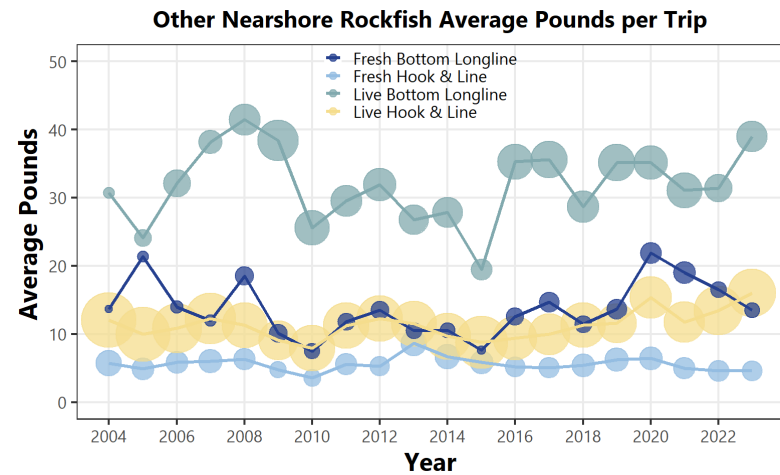 Other Nearshore Rockfish Average Pounds per Trip
Fresh Bottom Longline
Fresh Hook & Line
Live Bottom Longline
Live Hook & Line
50
40
30
20
10
0
Average Pounds
2004 2006 2008 2010 2012 2014 2016 2018 2020 2022
Year